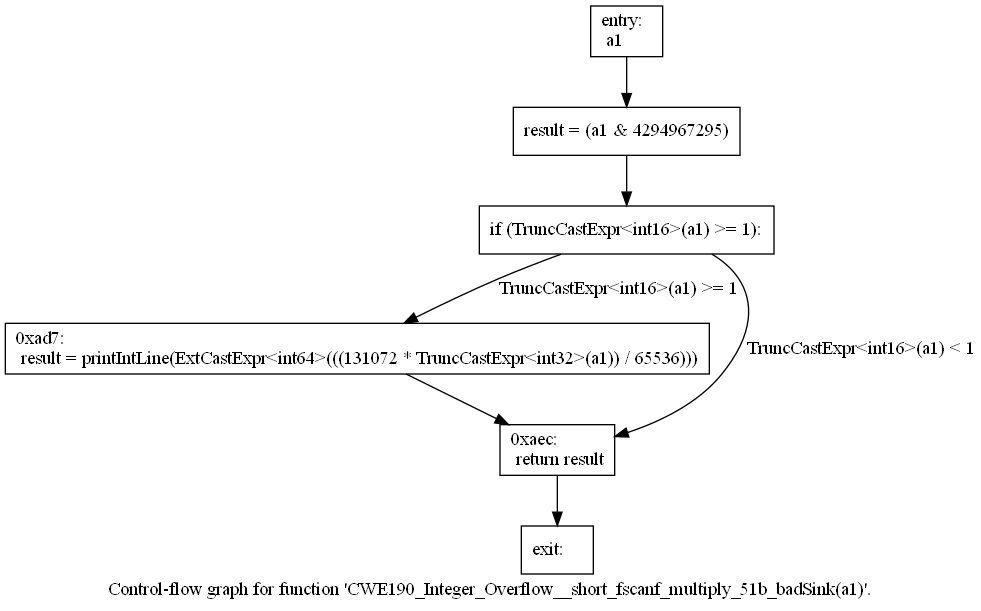 entry:
a1
result = (a1 & 4294967295)
if (TruncCastExpr<int16>(a1) >= 1):
TruncCastExpr<int16>(a1) >= 1
0xad7:
result = printIntLine(ExtCastExpr<int64>(((131072 * TruncCastExpr<int32>(a1)) / 65536)))
TruncCastExpr<int16>(a1) < 1
0xaec:
return result
exit:
Control-flow graph for function 'CWE190_Integer_Overflow__short_fscanf_multiply_51b_badSink(a1)'.